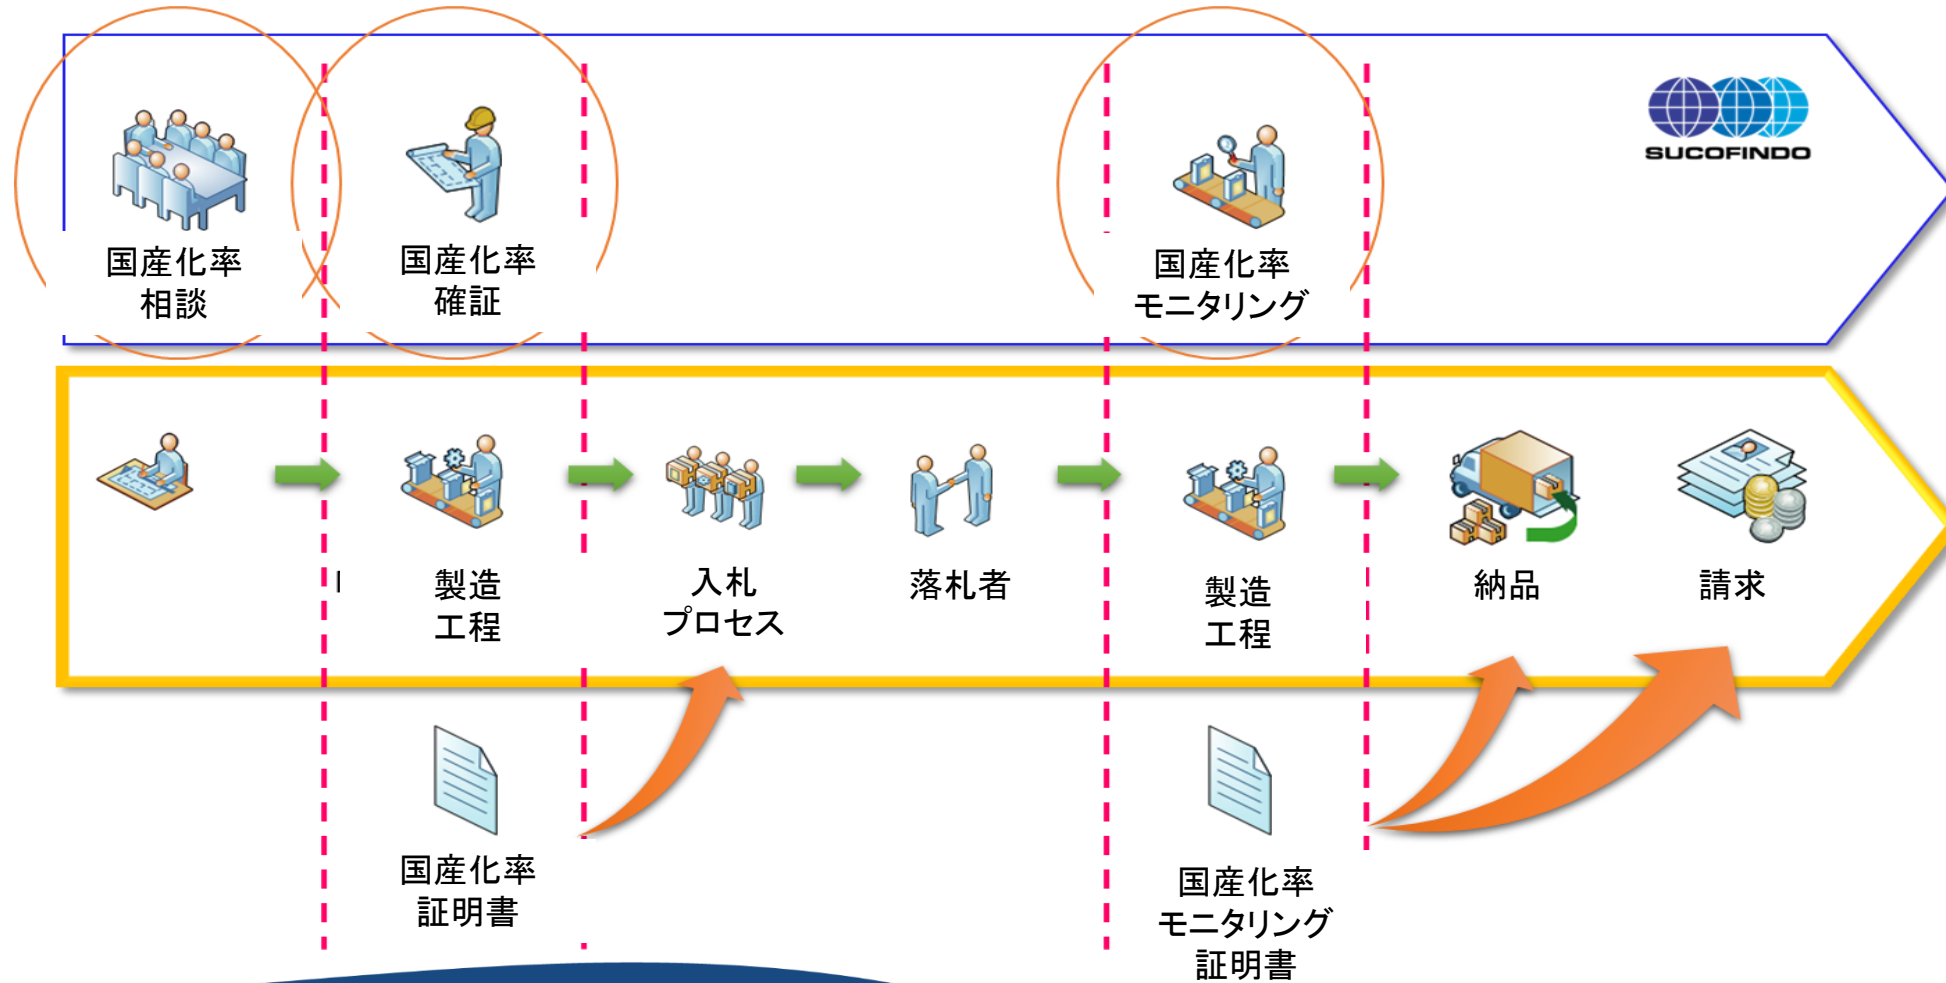 SUCOFINDO
国産化率
相談
国産化率
確証
国産化率
モニタリング
製造
工程
入札
プロセス
落札者
製造
工程
納品
請求
国産化率
証明書
国産化率
モニタリング
証明書